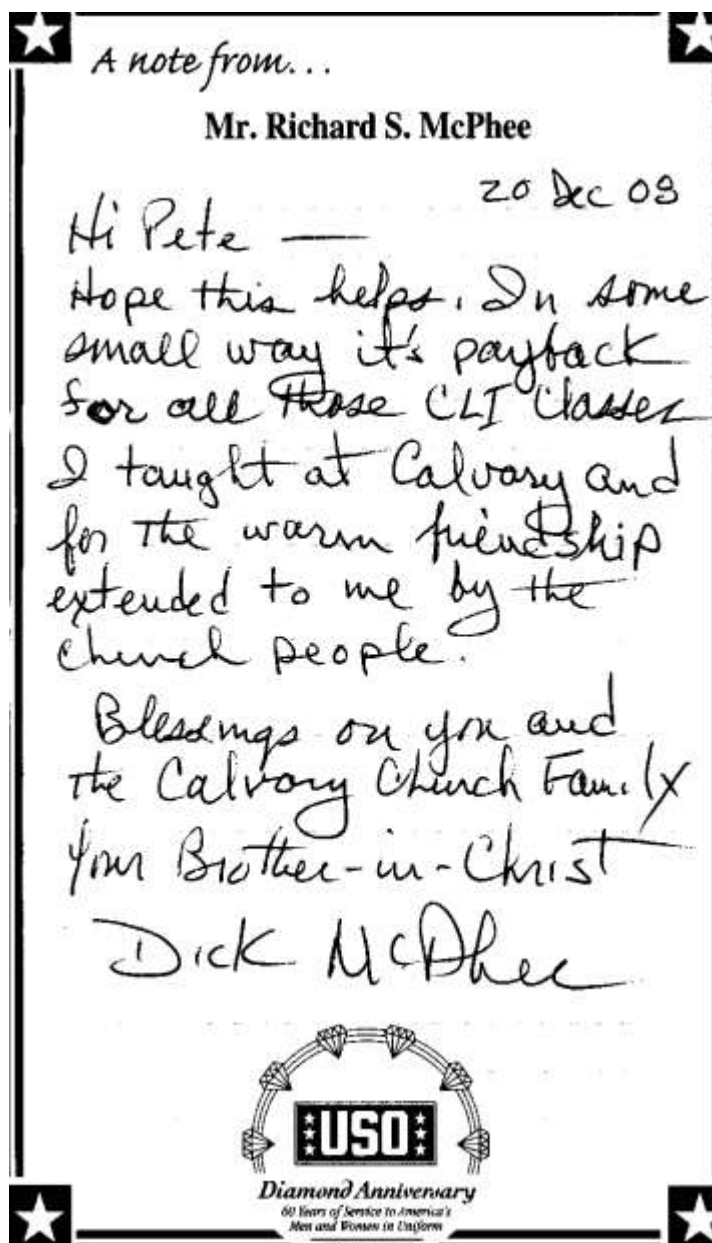 A note from...
Mr. Richard S. McPhee
20 Dec 08
Hi Pete —
Hope this helps. In some
small way it's payback
for all those CLI Classes
I taught at Calvary and
for the warm friendship
extended to me by the
church people.
Blessings on you and
the Calvary Church Family
Your Brother-in-Christ
Dick McPhee
USO
Diamond Anniversary
60 Years of Service to America's
Men and Women in Uniform